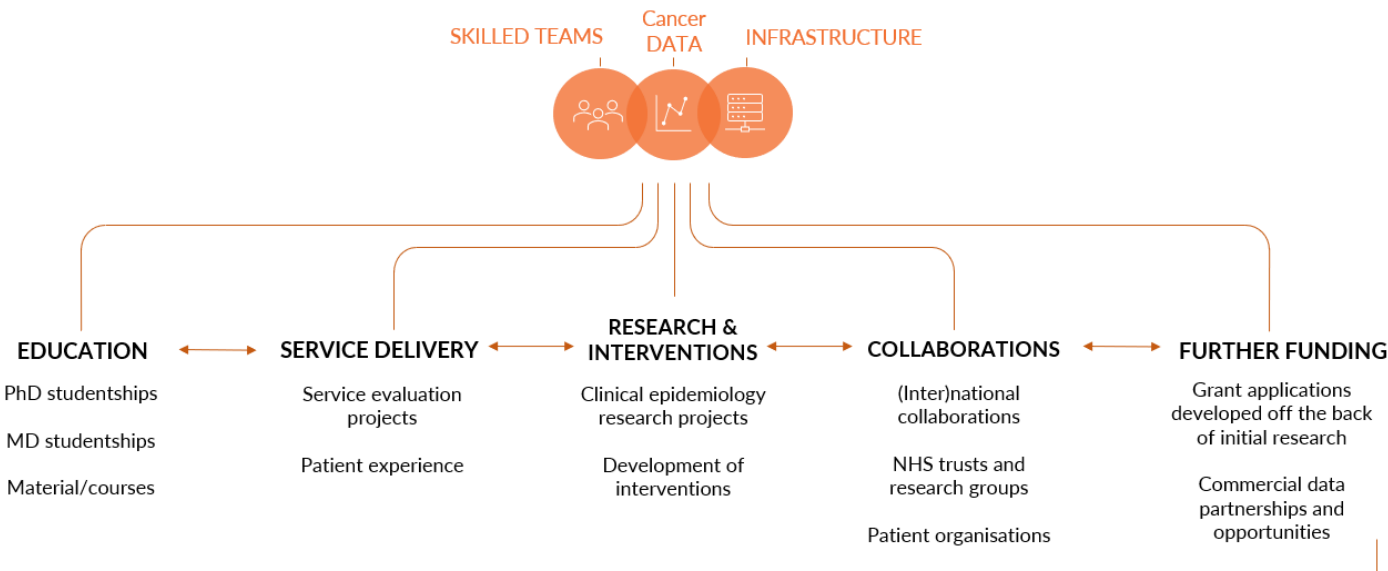 SKILLED TEAMS
Cancer
DATA
INFRASTRUCTURE
EDUCATION
PhD studentships
MD studentships
Material/courses
SERVICE DELIVERY
Service evaluation
projects
Patient experience
RESEARCH &
INTERVENTIONS
Clinical epidemiology
research projects
Development of
interventions
COLLABORATIONS
(Inter)national
collaborations
NHS trusts and
research groups
Patient organisations
FURTHER FUNDING
Grant applications
developed off the back
of initial research
Commercial data
partnerships and
opportunities